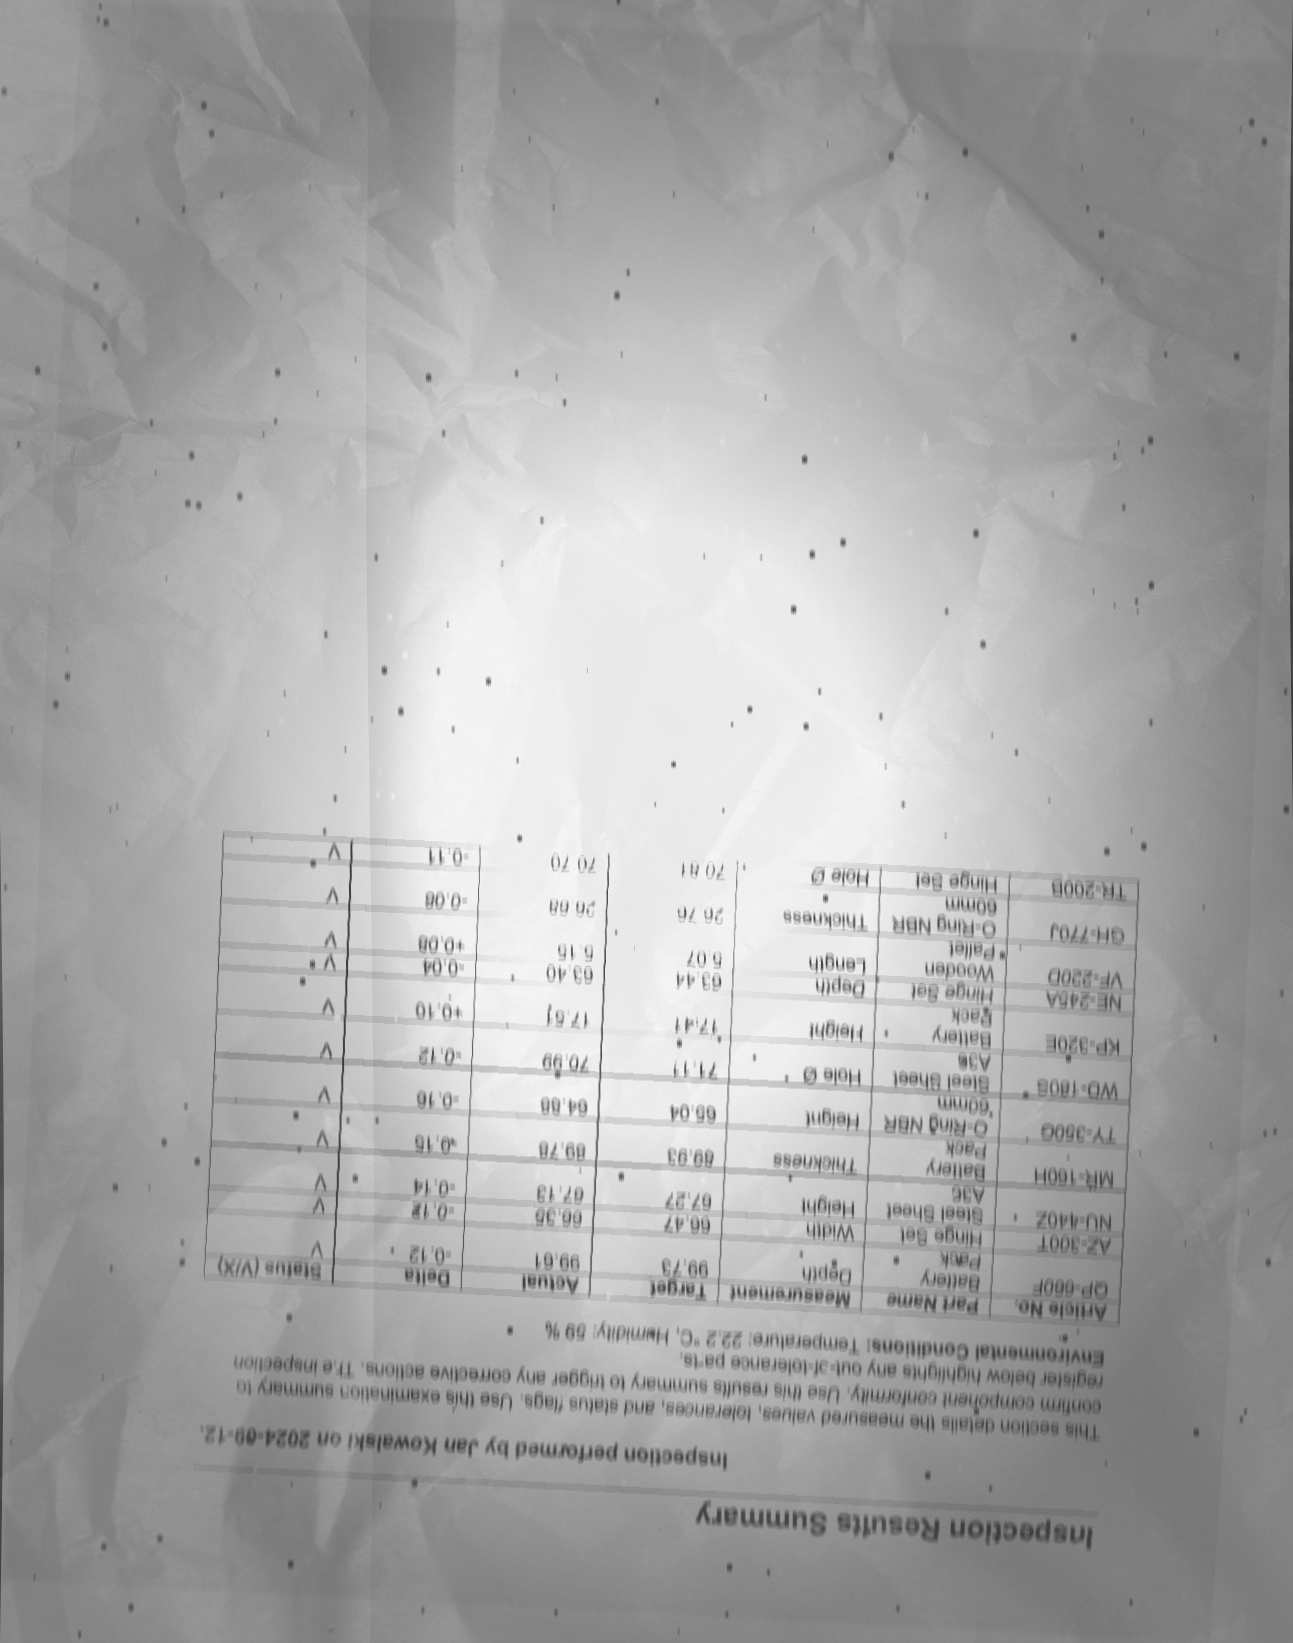 Inspection Results Summary
Inspection performed by Jan Kowalski on 2024-09-12.
This section details the measured values, tolerances, and status flags. Use this examination summary to
confirm component conformity. Use this results summary to trigger any corrective actions. The inspection
register below highlights any out-of-tolerance parts.
Environmental Conditions: Temperature: 22.2 °C, Humidity: 59 %
Article No. Part Name Measurement Target Actual Delta Status (V/X)
QP-660F Battery Depth 99.73 99.61 -0.12 V
Pack
AZ-300T Hinge Set Width 66.47 66.35 -0.12 V
NU-440Z Steel Sheet Height 67.27 67.13 -0.14 V
A36
MR-160H Battery Thickness 89.93 89.78 -0.15 V
Pack
TY-350G O-Ring NBR Height 65.04 64.88 -0.16 V
60mm
WD-180S Steel Sheet Hole Ø 71.11 70.99 -0.12 V
A36
KP-320E Battery Height 17.41 17.51 +0.10 V
Pack
NE-245A Hinge Set Depth 63.44 63.40 -0.04 V
VF-220D Wooden Length 5.07 5.15 +0.08 V
Pallet
GH-770J O-Ring NBR Thickness 26.76 26.68 -0.08 V
60mm
TR-200B Hinge Set Hole Ø 70.81 70.70 -0.11 V